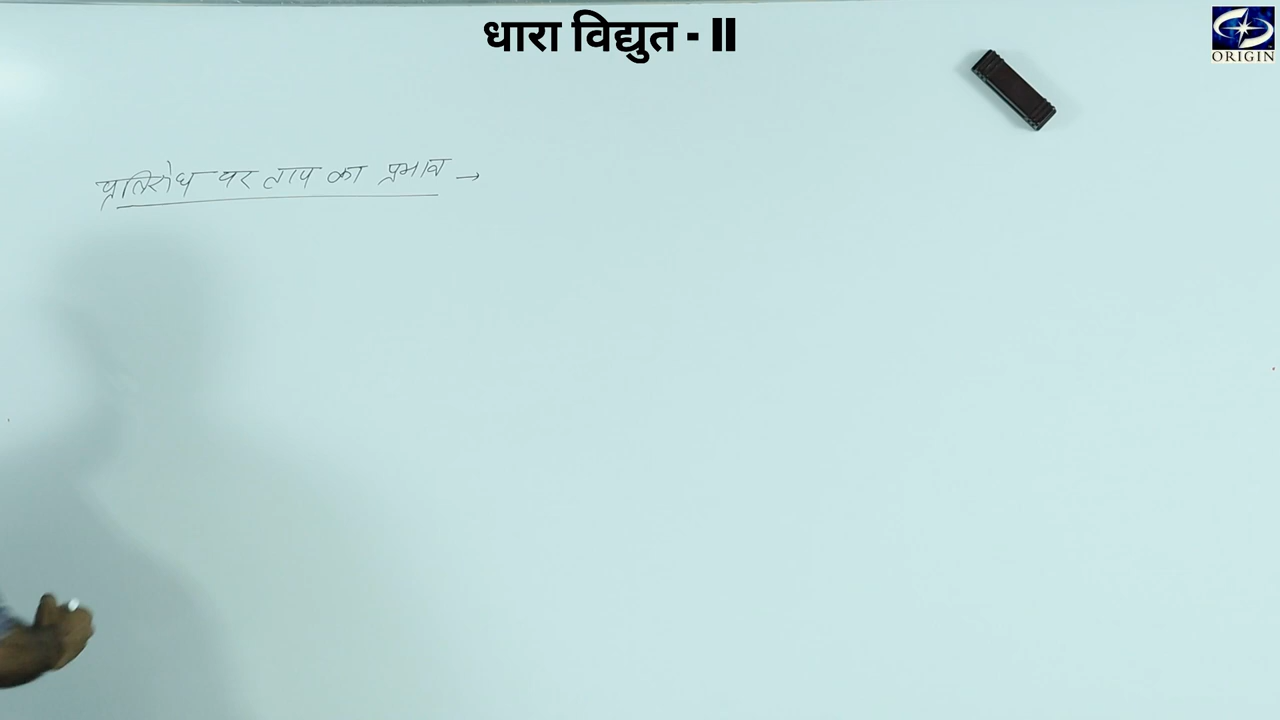 धारा विद्युत - II
ORIGIN
प्रतिरोध पर ताप का प्रभाव →